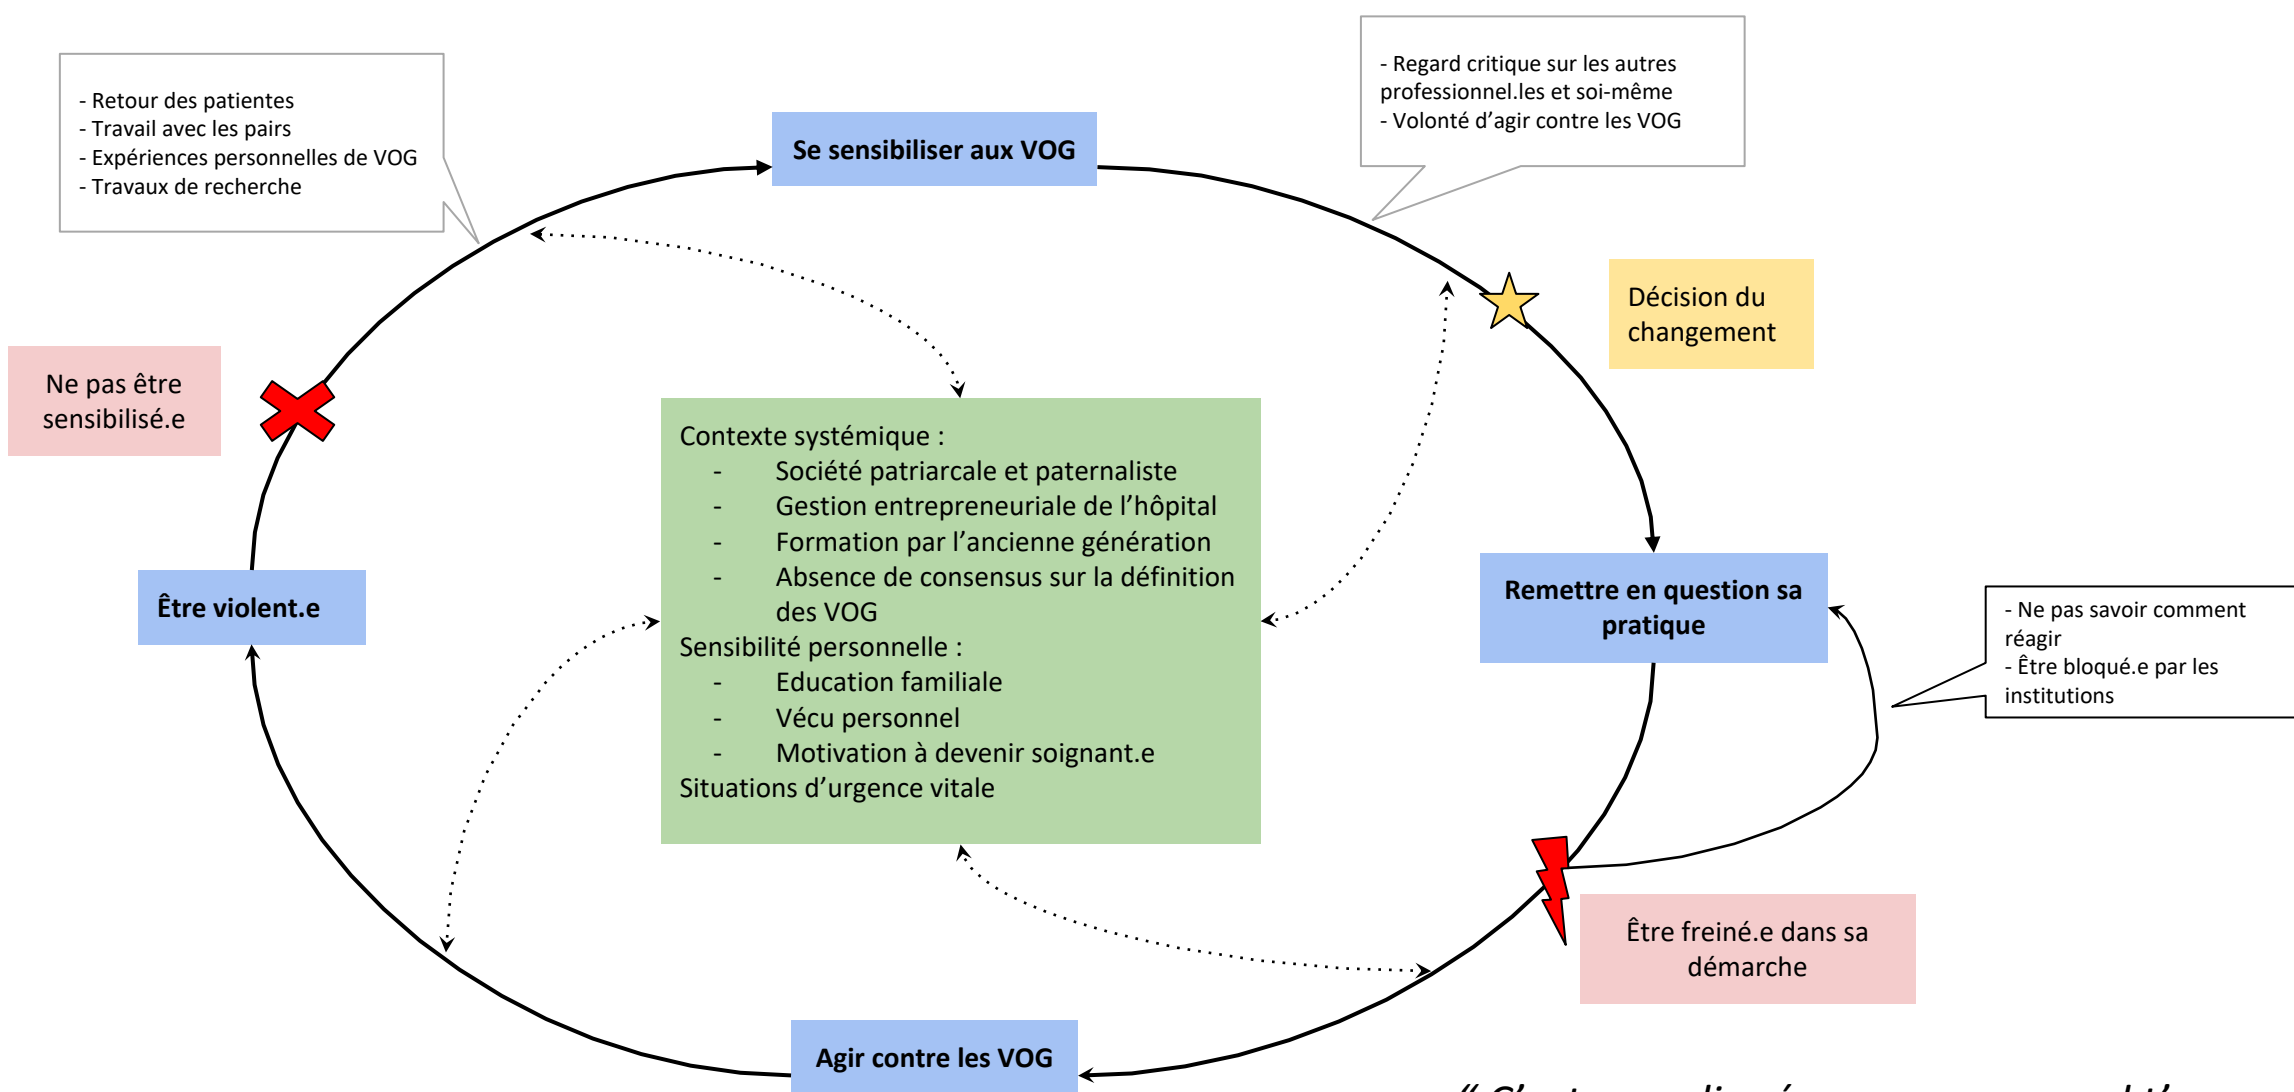 - Regard critique sur les autres
professionnel.les et soi-même
- Volonté d'agir contre les VOG
- Retour des patientes
- Travail avec les pairs
- Expériences personnelles de VOG
- Travaux de recherche
Se sensibiliser aux VOG
Décision du
changement
Ne pas être
sensibilisé.e
Contexte systémique :
- Société patriarcale et paternaliste
- Gestion entrepreneuriale de l'hôpital
- Formation par l'ancienne génération
- Absence de consensus sur la définition
des VOG
Sensibilité personnelle :
- Education familiale
- Vécu personnel
- Motivation à devenir soignant.e
Situations d'urgence vitale
Être violent.e
Remettre en question sa
pratique
- Ne pas savoir comment
réagir
- Être bloqué.e par les
institutions
Être freiné.e dans sa
démarche
Agir contre les VOG